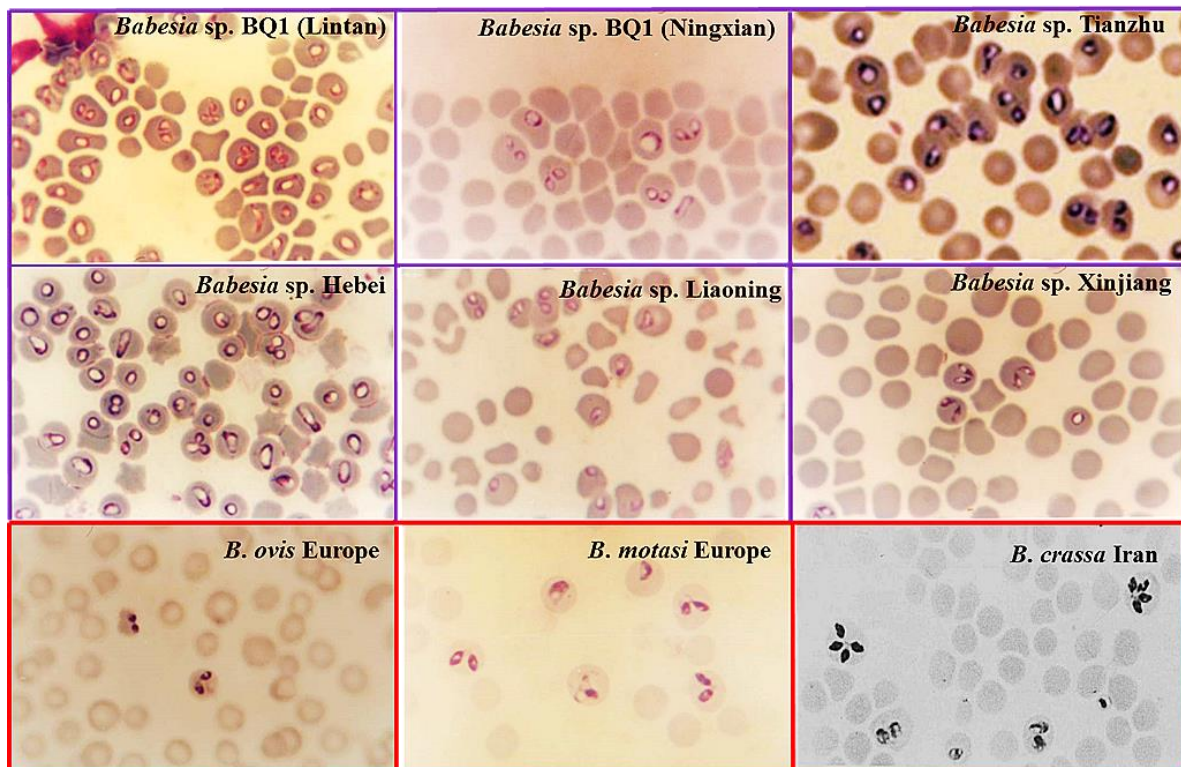 Babesia sp. BQ1 (Lintan)
Babesia sp. BQ1 (Ningxian)
Babesia sp. Tianzhu
Babesia sp. Hebei
Babesia sp. Liaoning
Babesia sp. Xinjiang
B. ovis Europe
B. motasi Europe
B. crassa Iran